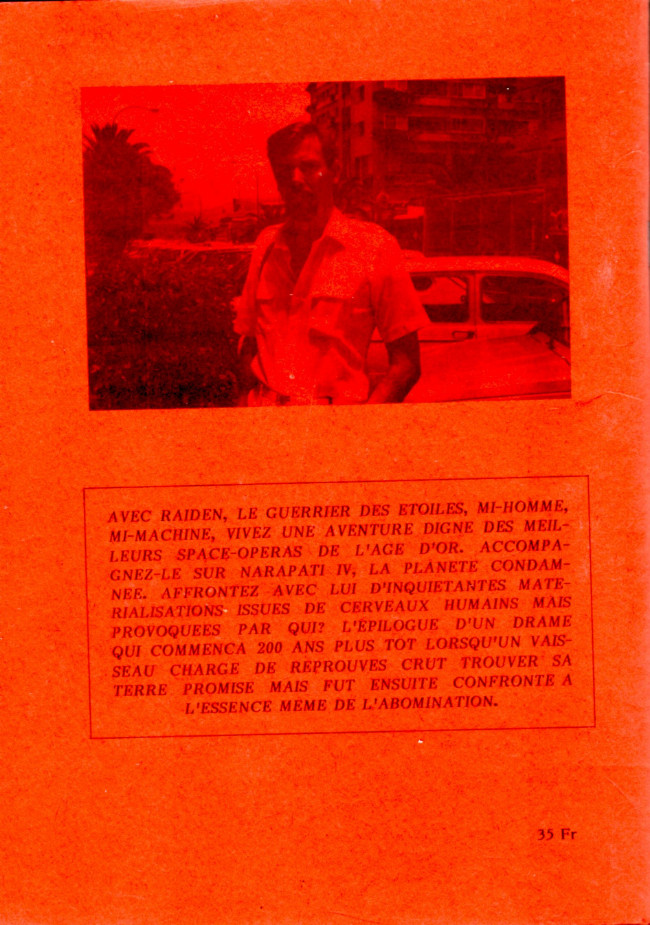 AVEC RAIDEN, LE GUERRIER DES ETOILES, MI-HOMME,
MI-MACHINE, VIVEZ UNE AVENTURE DIGNE DES MEIL-
LEURS SPACE-OPERAS DE L'AGE D'OR. ACCOMPA-
GNEZ-LE SUR NARAPATI IV, LA PLANETE CONDAM-
NEE. AFFRONTEZ AVEC LUI D'INQUIETANTES MATE-
RIALISATIONS ISSUES DE CERVEAUX HUMAINS MAIS
PROVOQUEES PAR QUI? L'ÉPILOGUE D'UN DRAME
QUI COMMENCA 200 ANS PLUS TOT LORSQU'UN VAIS-
SEAU CHARGE DE RÉPROUVES CRUT TROUVER SA
TERRE PROMISE MAIS FUT ENSUITE CONFRONTE A
L'ESSENCE MEME DE L'ABOMINATION.
35 Fr